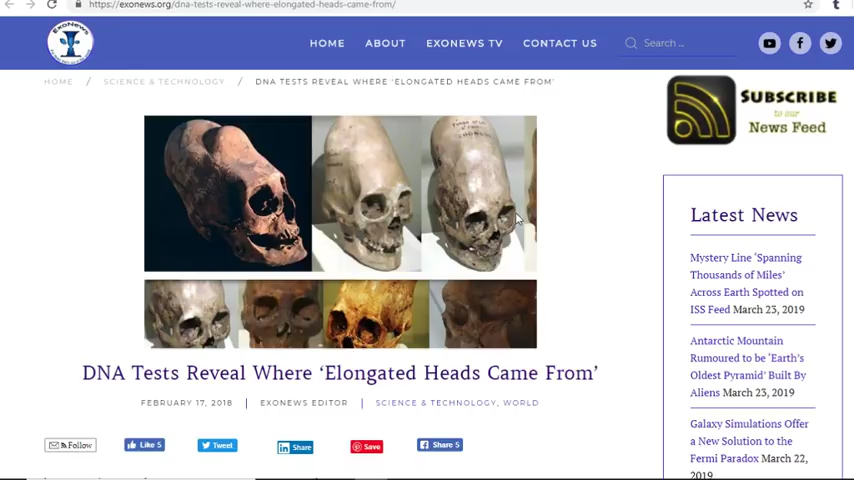 https://exonews.org/dna-tests-reveal-where-elongated-heads-came-from/
ExoNews
HOME ABOUT EXONEWS TV CONTACT US Search ..
HOME / SCIENCE & TECHNOLOGY / DNA TESTS REVEAL WHERE ‘ELONGATED HEADS CAME FROM’
SUBSCRIBE
to our
News Feed
Latest News
Mystery Line ‘Spanning
Thousands of Miles’
Across Earth Spotted on
ISS Feed March 23, 2019
Antarctic Mountain
Rumoured to be ‘Earth's
Oldest Pyramid’ Built By
Aliens March 23, 2019
Galaxy Simulations Offer
a New Solution to the
Fermi Paradox March 22,
2019
DNA Tests Reveal Where ‘Elongated Heads Came From’
FEBRUARY 17, 2018 | EXONEWS EDITOR | SCIENCE & TECHNOLOGY, WORLD
Follow Like 5 Tweet Share Save Share 5